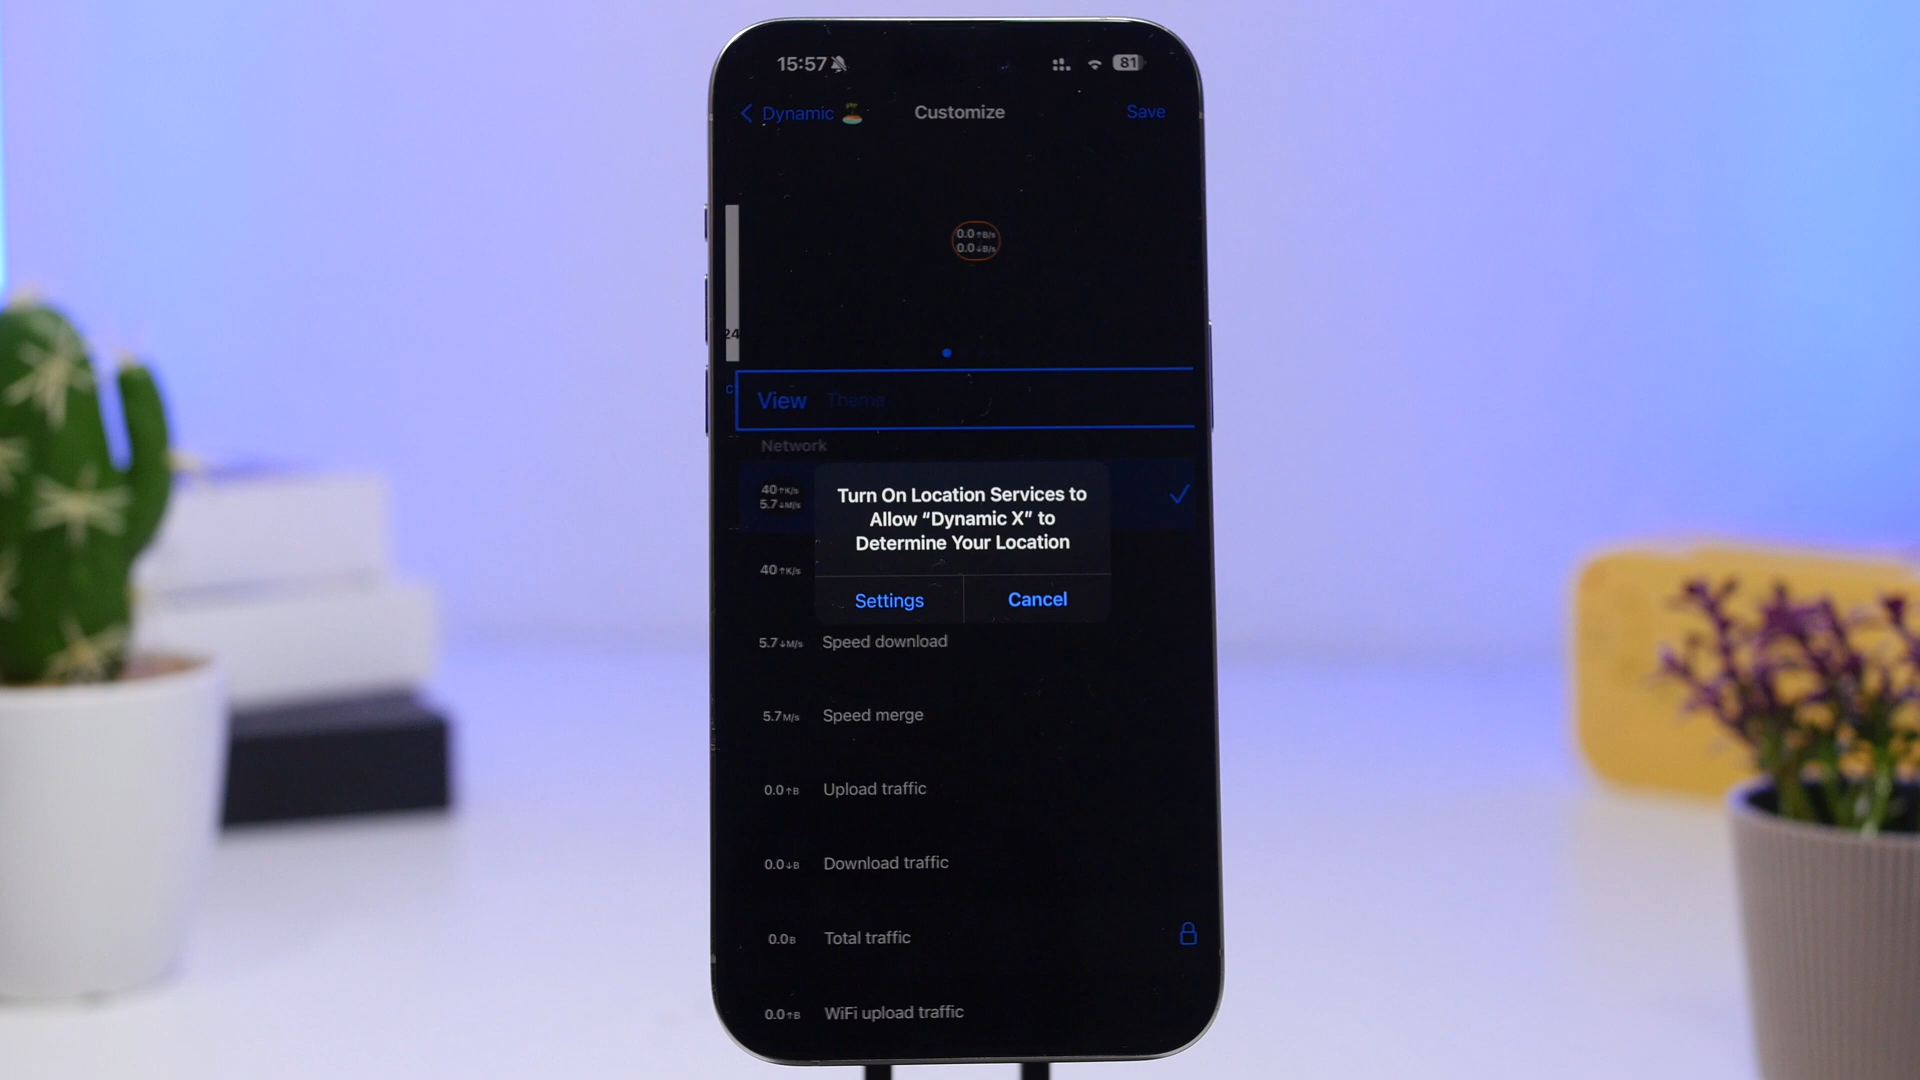 15:57
81
Dynamic 🏝️
Customize
Save
0.0↑B/s
0.0↓B/s
24
View Theme
Network
40↑K/s
5.7↓M/s
Turn On Location Services to
Allow “Dynamic X” to
Determine Your Location
40↑K/s
Settings
Cancel
5.7↓M/s Speed download
5.7M/s Speed merge
0.0↑B Upload traffic
0.0↓B Download traffic
0.0B Total traffic
0.0↑B WiFi upload traffic